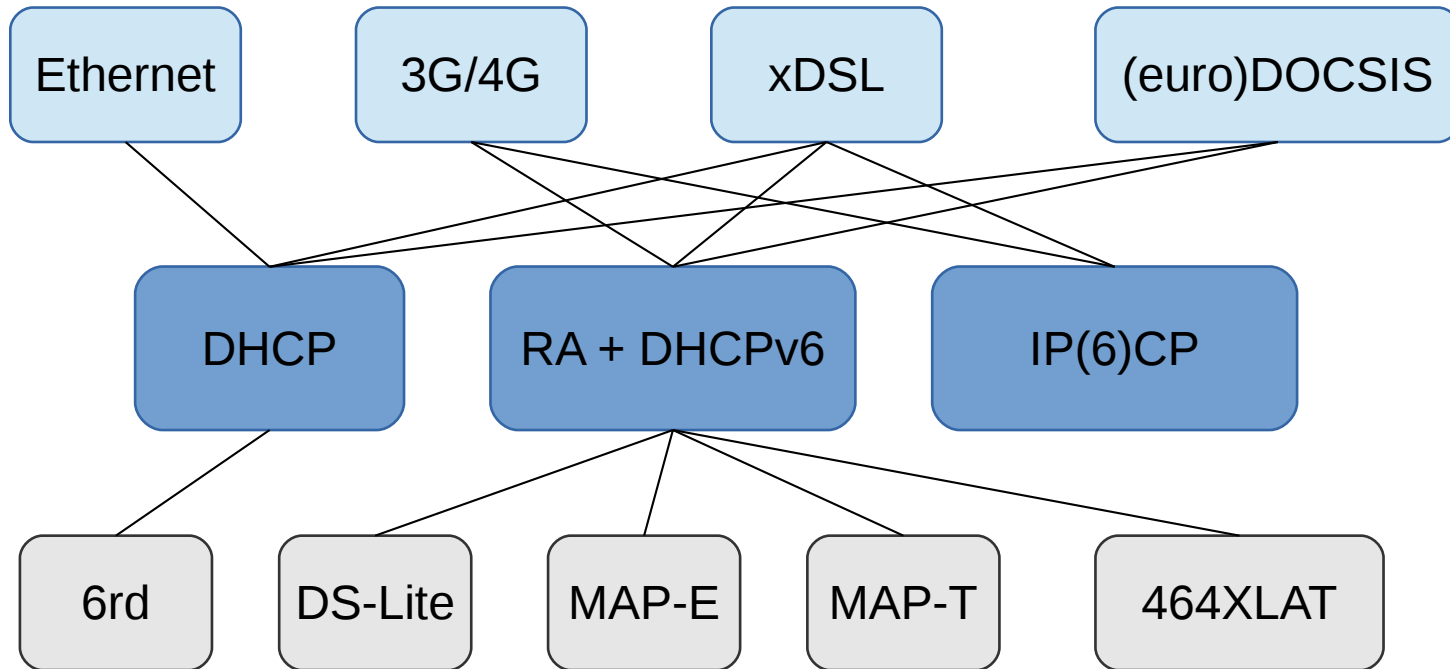 Ethernet
3G/4G
xDSL
(euro)DOCSIS
DHCP
RA + DHCPv6
IP(6)CP
6rd
DS-Lite
MAP-E
MAP-T
464XLAT